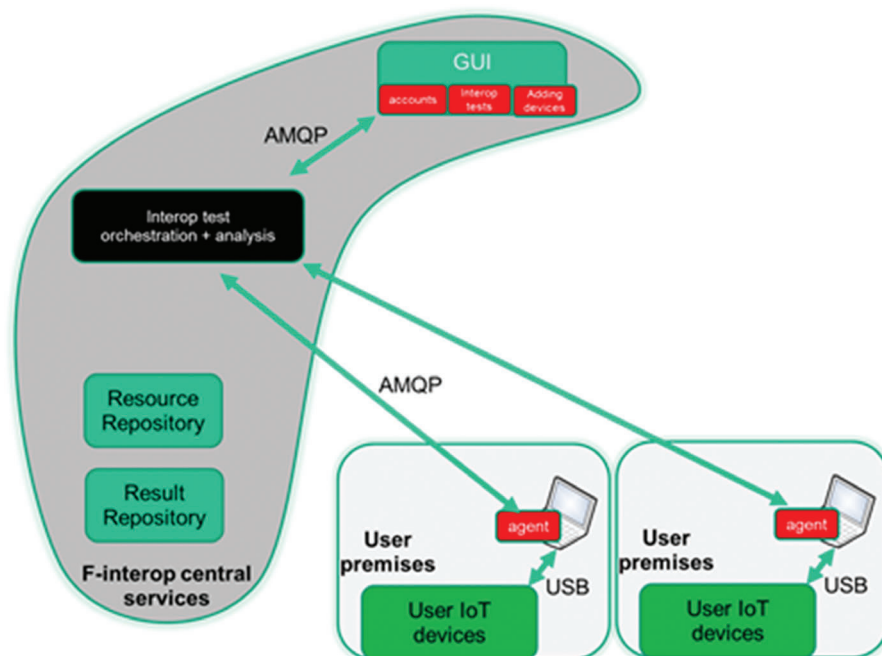 GUI
accounts
Interop
tests
Adding
devices
AMQP
Interop test
orchestration + analysis
AMQP
Resource
Repository
Result
Repository
F-interop central
services
agent
User
premises
USB
User IoT
devices
agent
User
premises
USB
User IoT
devices